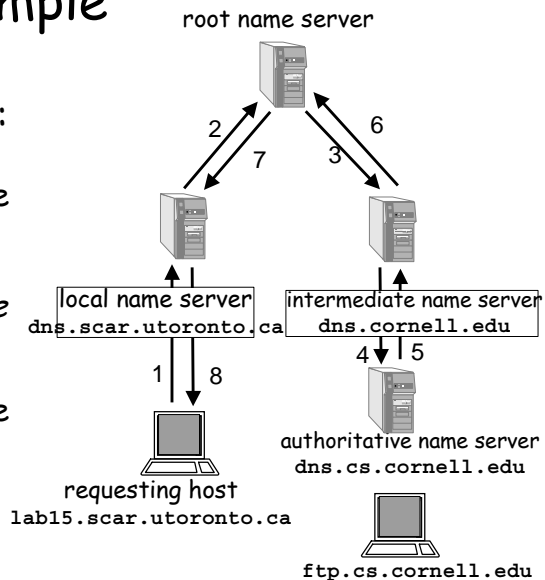 root name server
:
2
7
3
6
e
local name server
dns.scar.utoronto.ca
intermediate name server
dns.cornell.edu
e
4
5
1
8
e
authoritative name server
dns.cs.cornell.edu
requesting host
lab15.scar.utoronto.ca
ftp.cs.cornell.edu